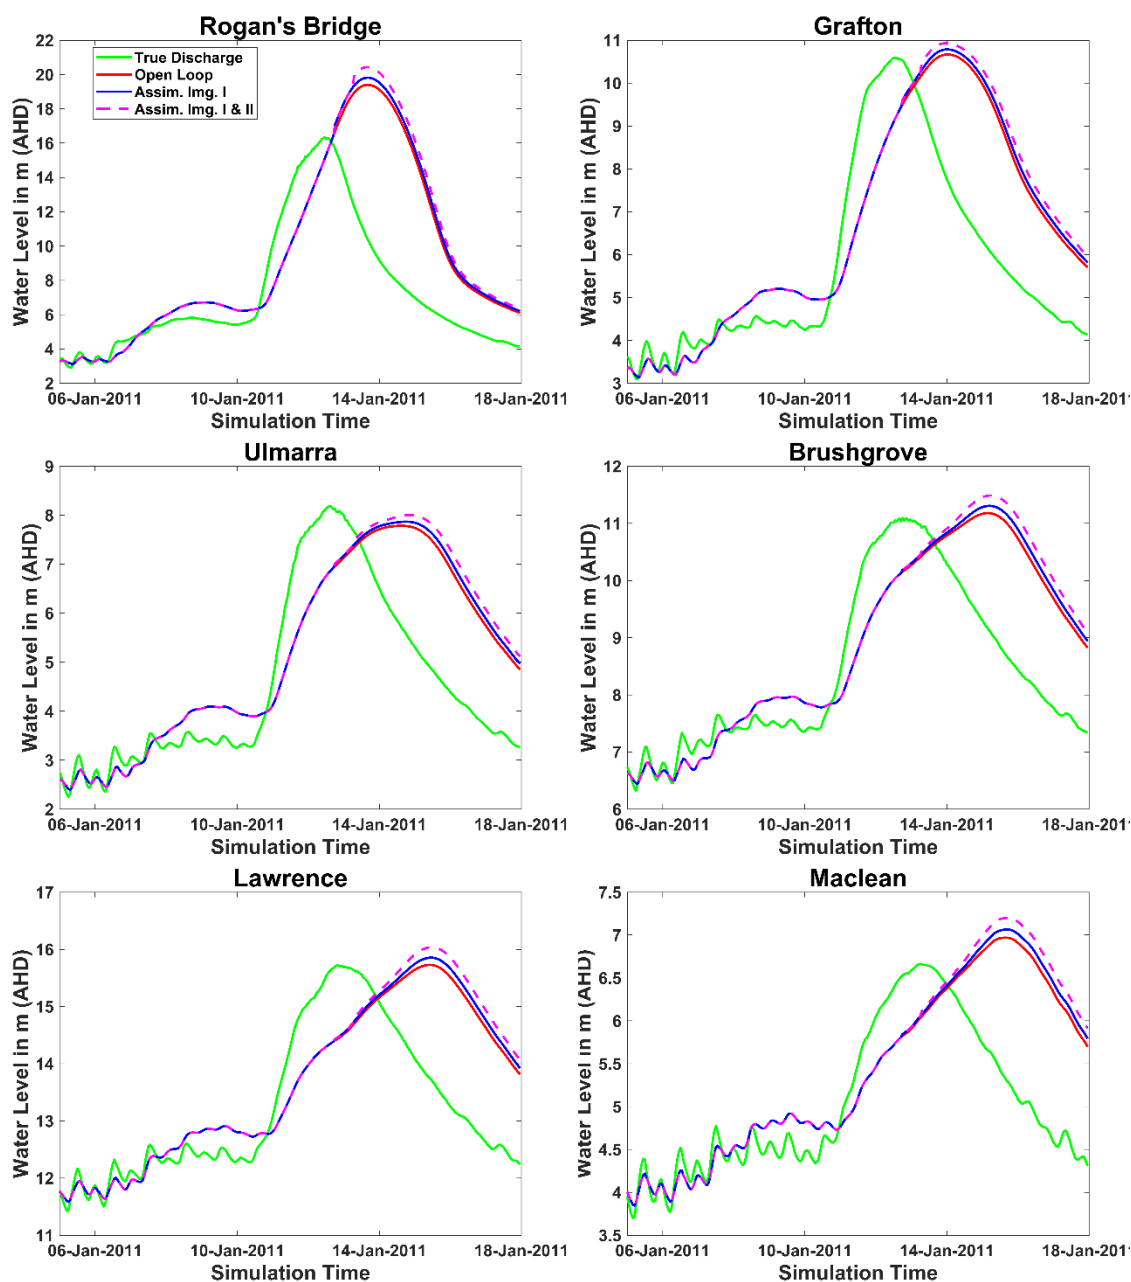 Rogan's Bridge
Water Level in m (AHD)
22
20
18
16
14
12
10
8
6
4
2
True Discharge
Open Loop
Assim. Img. I
Assim. Img. I & II
06-Jan-2011 10-Jan-2011 14-Jan-2011 18-Jan-2011
Simulation Time
Grafton
Water Level in m (AHD)
11
10
9
8
7
6
5
4
3
06-Jan-2011 10-Jan-2011 14-Jan-2011 18-Jan-201
Simulation Time
Ulmarra
Water Level in m (AHD)
9
8
7
6
5
4
3
2
06-Jan-2011 10-Jan-2011 14-Jan-2011 18-Jan-2011
Simulation Time
Brushgrove
Water Level in m (AHD)
12
11
10
9
8
7
6
06-Jan-2011 10-Jan-2011 14-Jan-2011 18-Jan-201
Simulation Time
Lawrence
Water Level in m (AHD)
17
16
15
14
13
12
11
06-Jan-2011 10-Jan-2011 14-Jan-2011 18-Jan-2011
Simulation Time
Maclean
Water Level in m (AHD)
7.5
7
6.5
6
5.5
5
4.5
4
3.5
06-Jan-2011 10-Jan-2011 14-Jan-2011 18-Jan-201
Simulation Time